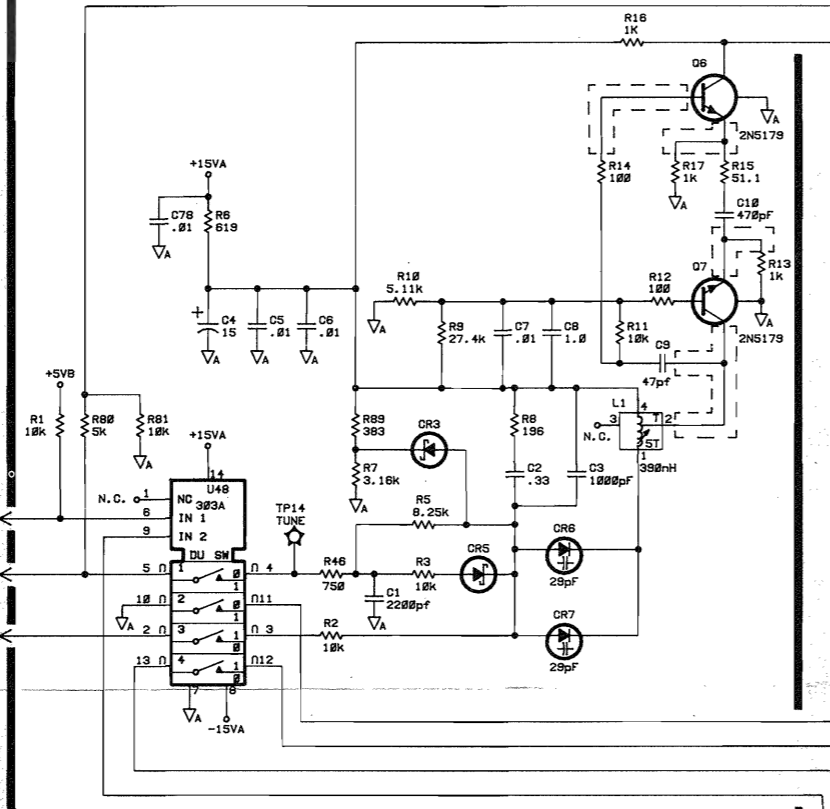 R16
1K
Q6
2N5179
A
R14
100
R17
1k
A
R15
51.1
C10
470pF
+15VA
C78
.01
R6
619
A
R13
1k
Q7
A
2N5179
R10
5.11k
R12
100
A
+
C4
15
C5
.01
C6
.01
A
A
A
R9
27.4k
C7
.01
C8
1.0
R11
10k
C9
47pf
+5VB
R1
10k
R80
5k
R81
10k
A
+15VA
R89
383
CR3
R8
196
L1
4
3
T
2
N.C.
5T
1
390nH
R7
3.16k
A
C2
.33
C3
1000pF
14
U48
303A
N.C.
1
NC
6
IN 1
9
IN 2
DU SW
TP14
TUNE
R5
8.25k
CR6
29pF
5
1
0
1
4
R46
750
R3
10k
CR5
C1
2200pf
A
10
2
0
1
11
A
2
3
1
0
3
R2
10k
CR7
29pF
13
4
1
0
12
7
8
A
-15VA